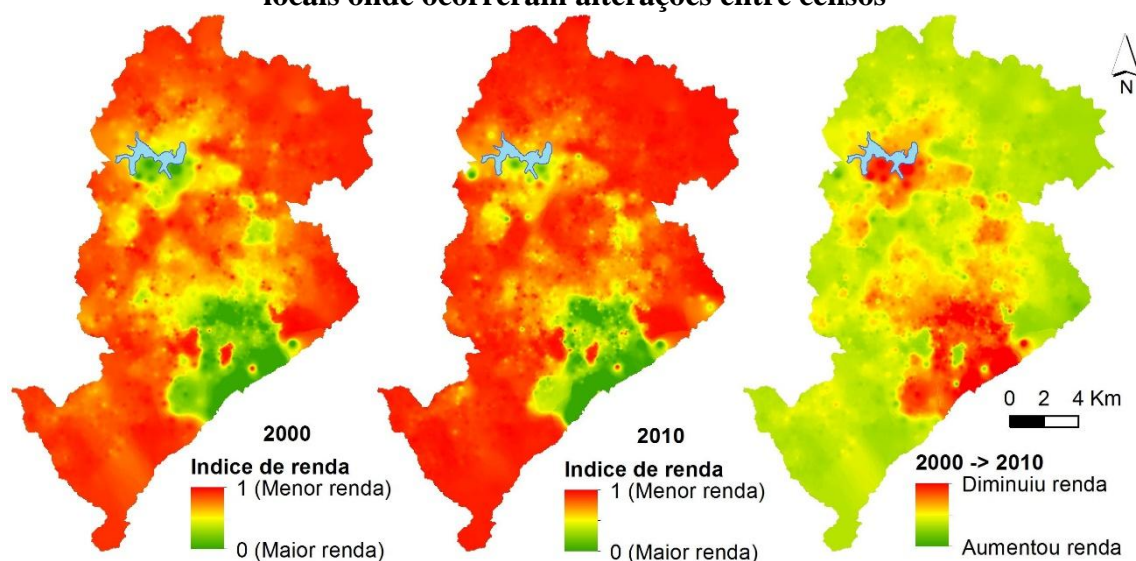 locais onde ocorreram alterações entre censos
N
0 2 4 Km
2000
Indice de renda
1 (Menor renda)
0 (Maior renda)
2010
Indice de renda
1 (Menor renda)
0 (Maior renda)
2000 -> 2010
Diminuiu renda
Aumentou renda